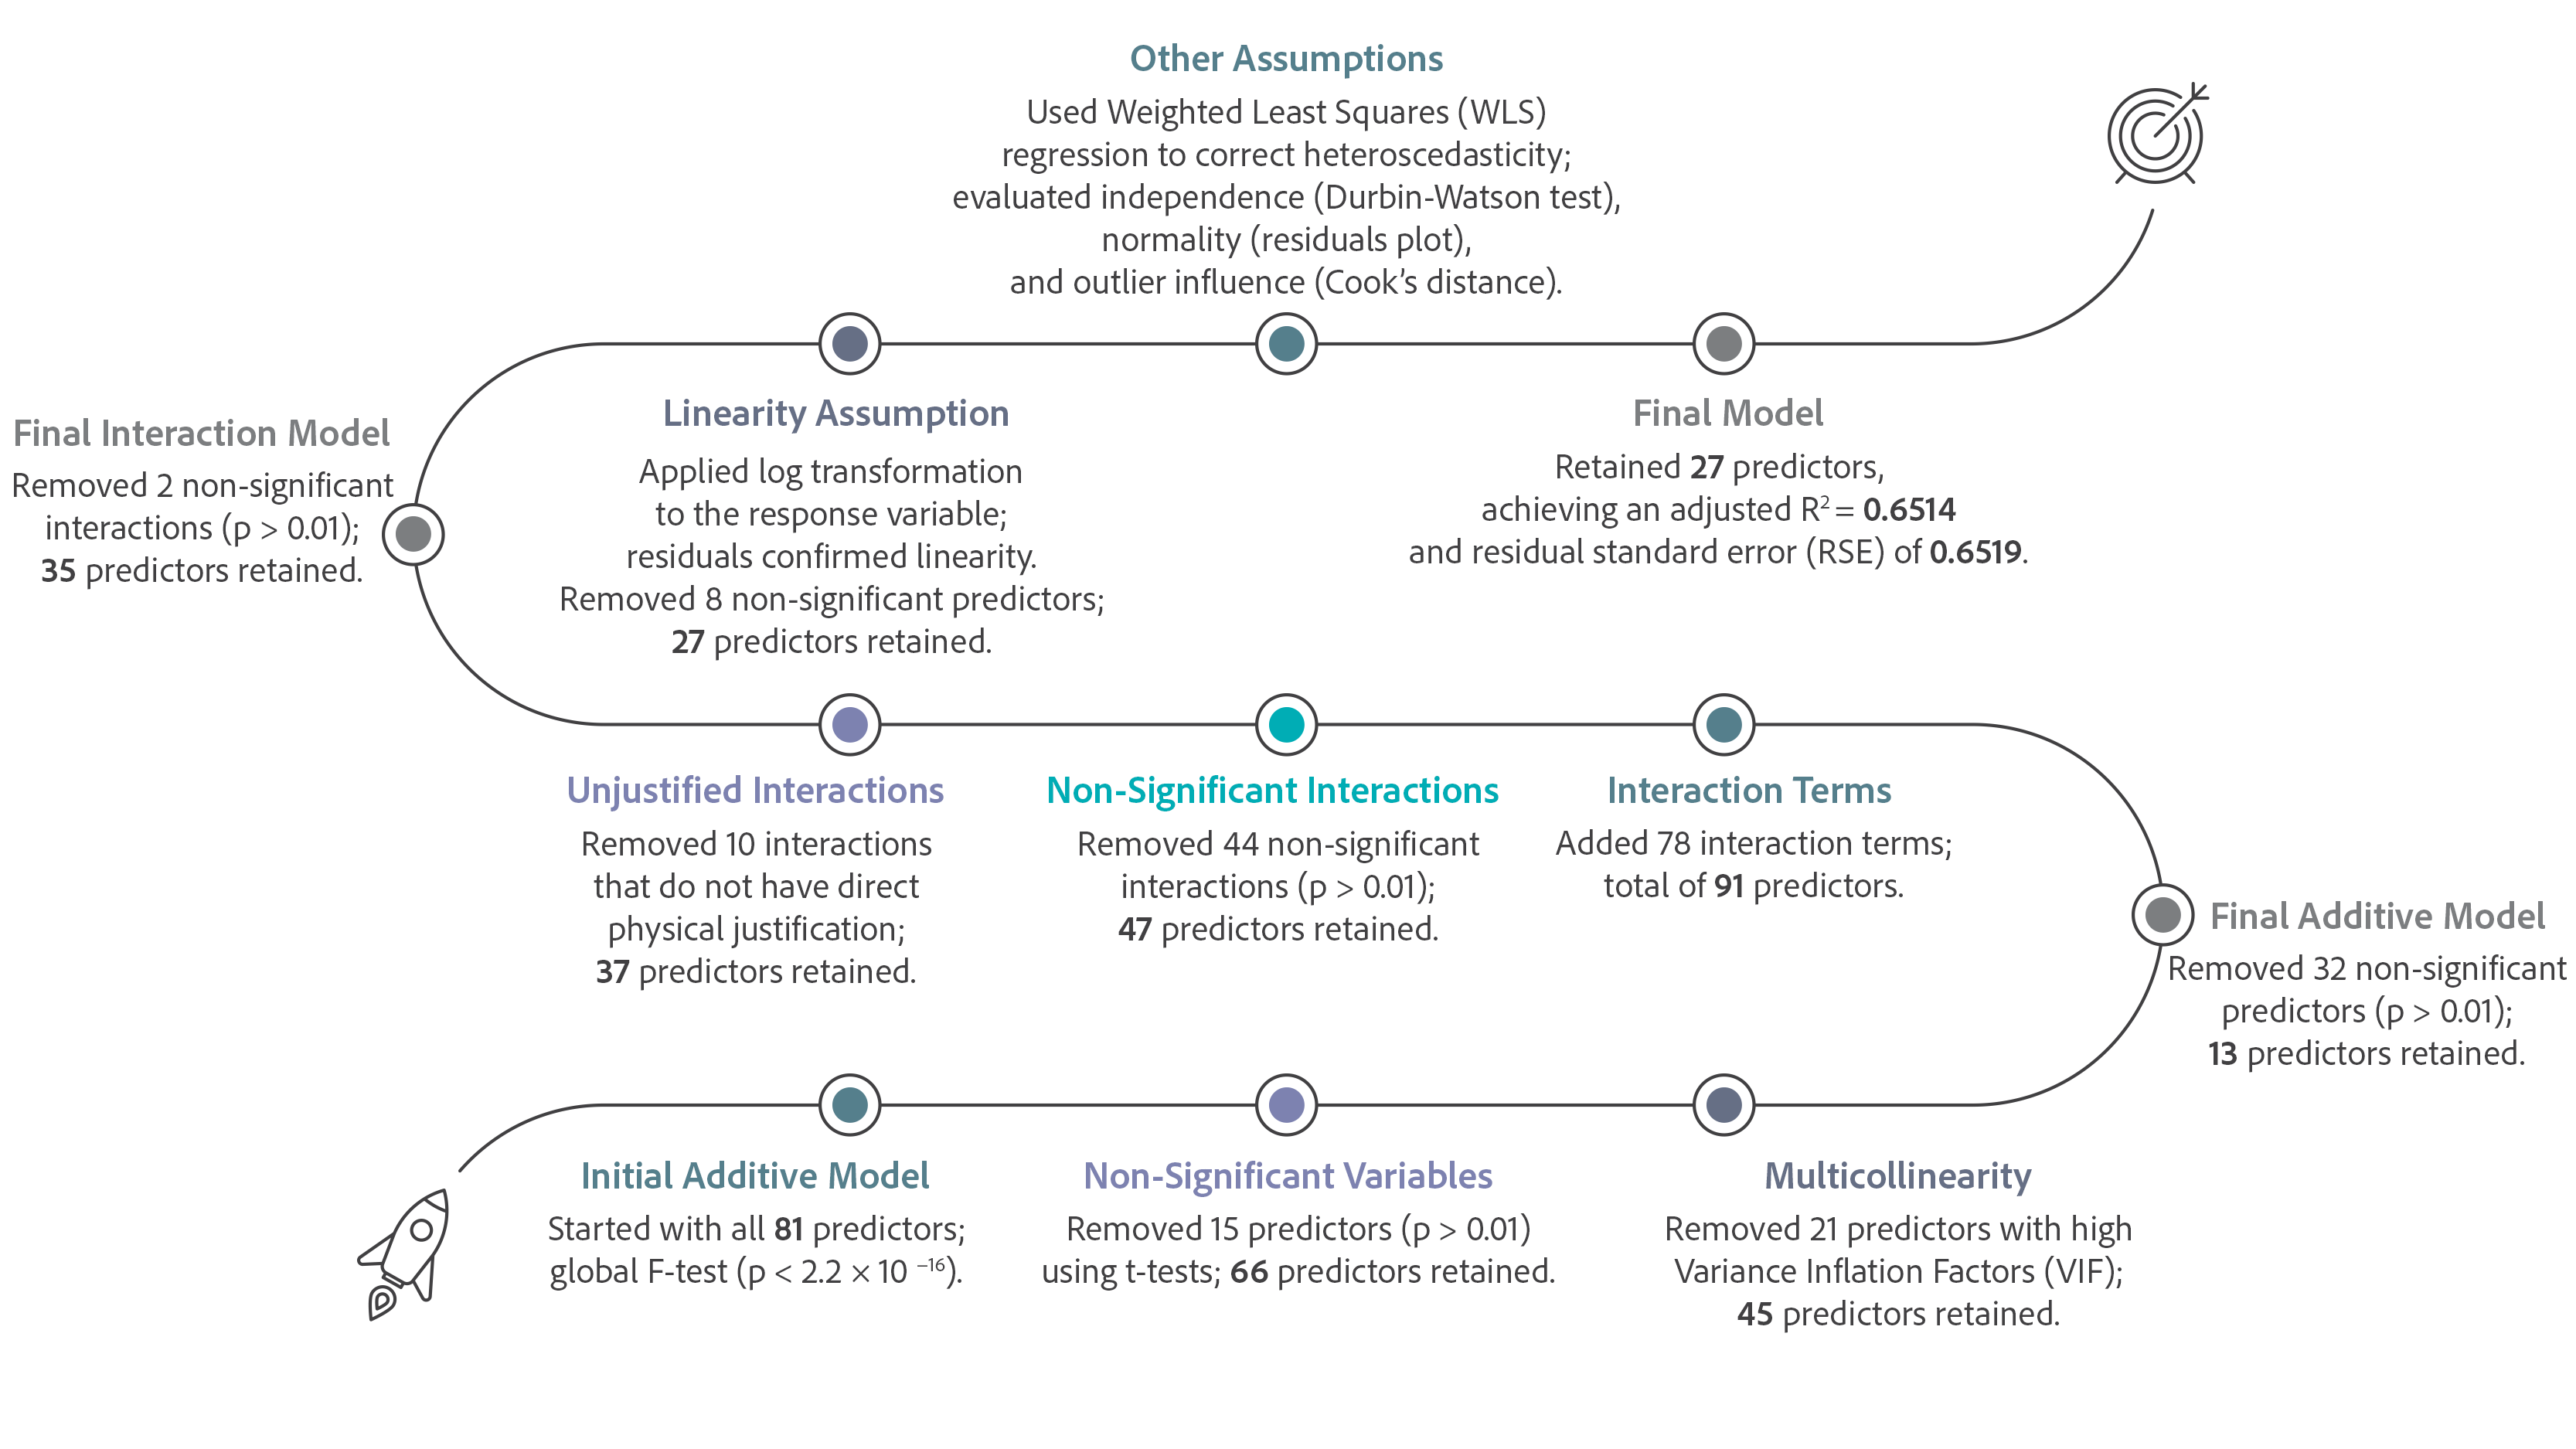 Other Assumptions
Used Weighted Least Squares (WLS)
regression to correct heteroscedasticity;
evaluated independence (Durbin-Watson test),
normality (residuals plot),
and outlier influence (Cook’s distance).
Final Interaction Model
Removed 2 non-significant
interactions (p > 0.01);
35 predictors retained.
Linearity Assumption
Applied log transformation
to the response variable;
residuals confirmed linearity.
Removed 8 non-significant predictors;
27 predictors retained.
Final Model
Retained 27 predictors,
achieving an adjusted R² = 0.6514
and residual standard error (RSE) of 0.6519.
Unjustified Interactions
Removed 10 interactions
that do not have direct
physical justification;
37 predictors retained.
Non-Significant Interactions
Removed 44 non-significant
interactions (p > 0.01);
47 predictors retained.
Interaction Terms
Added 78 interaction terms;
total of 91 predictors.
Final Additive Model
Removed 32 non-significant
predictors (p > 0.01);
13 predictors retained.
Initial Additive Model
Started with all 81 predictors;
global F-test (p < 2.2 × 10 ⁻¹⁶).
Non-Significant Variables
Removed 15 predictors (p > 0.01)
using t-tests; 66 predictors retained.
Multicollinearity
Removed 21 predictors with high
Variance Inflation Factors (VIF);
45 predictors retained.